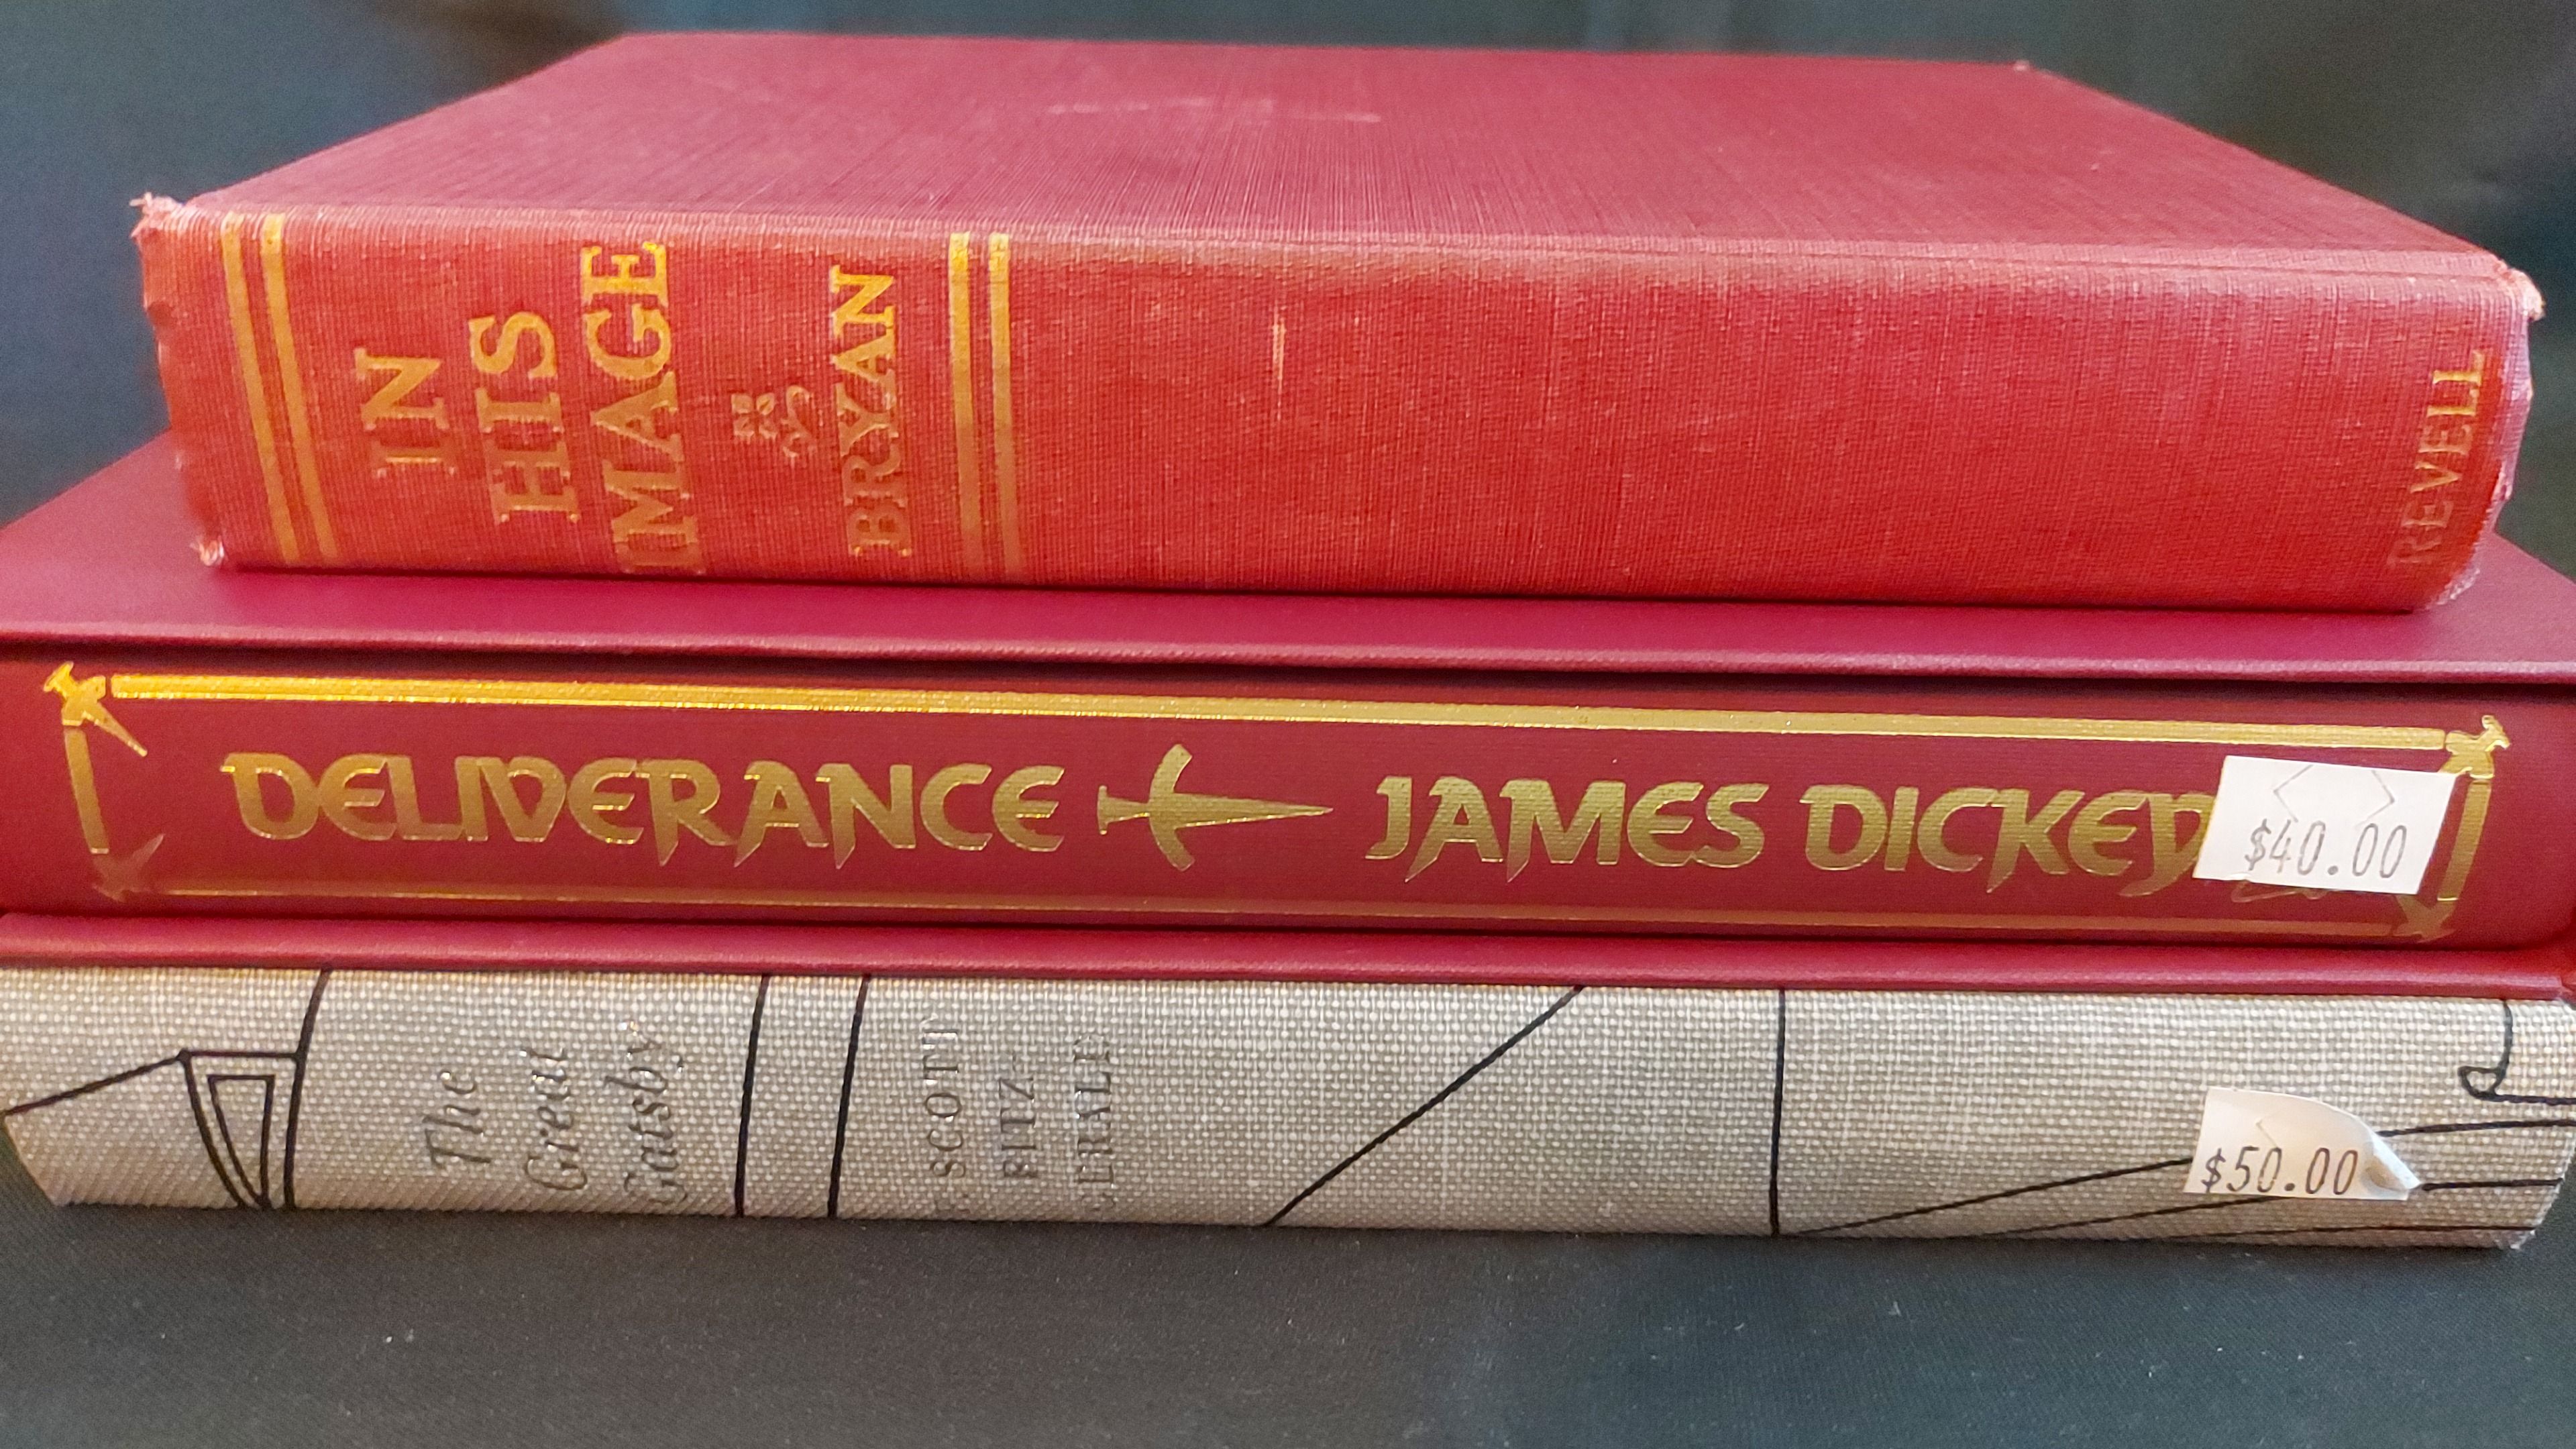 IN
HIS
IMAGE
BRYAN
REVELL
DELIVERANCE JAMES DICKEY
$40.00
The
Great
Gatsby
SCOTT
FITZ-
GERALD
$50.00